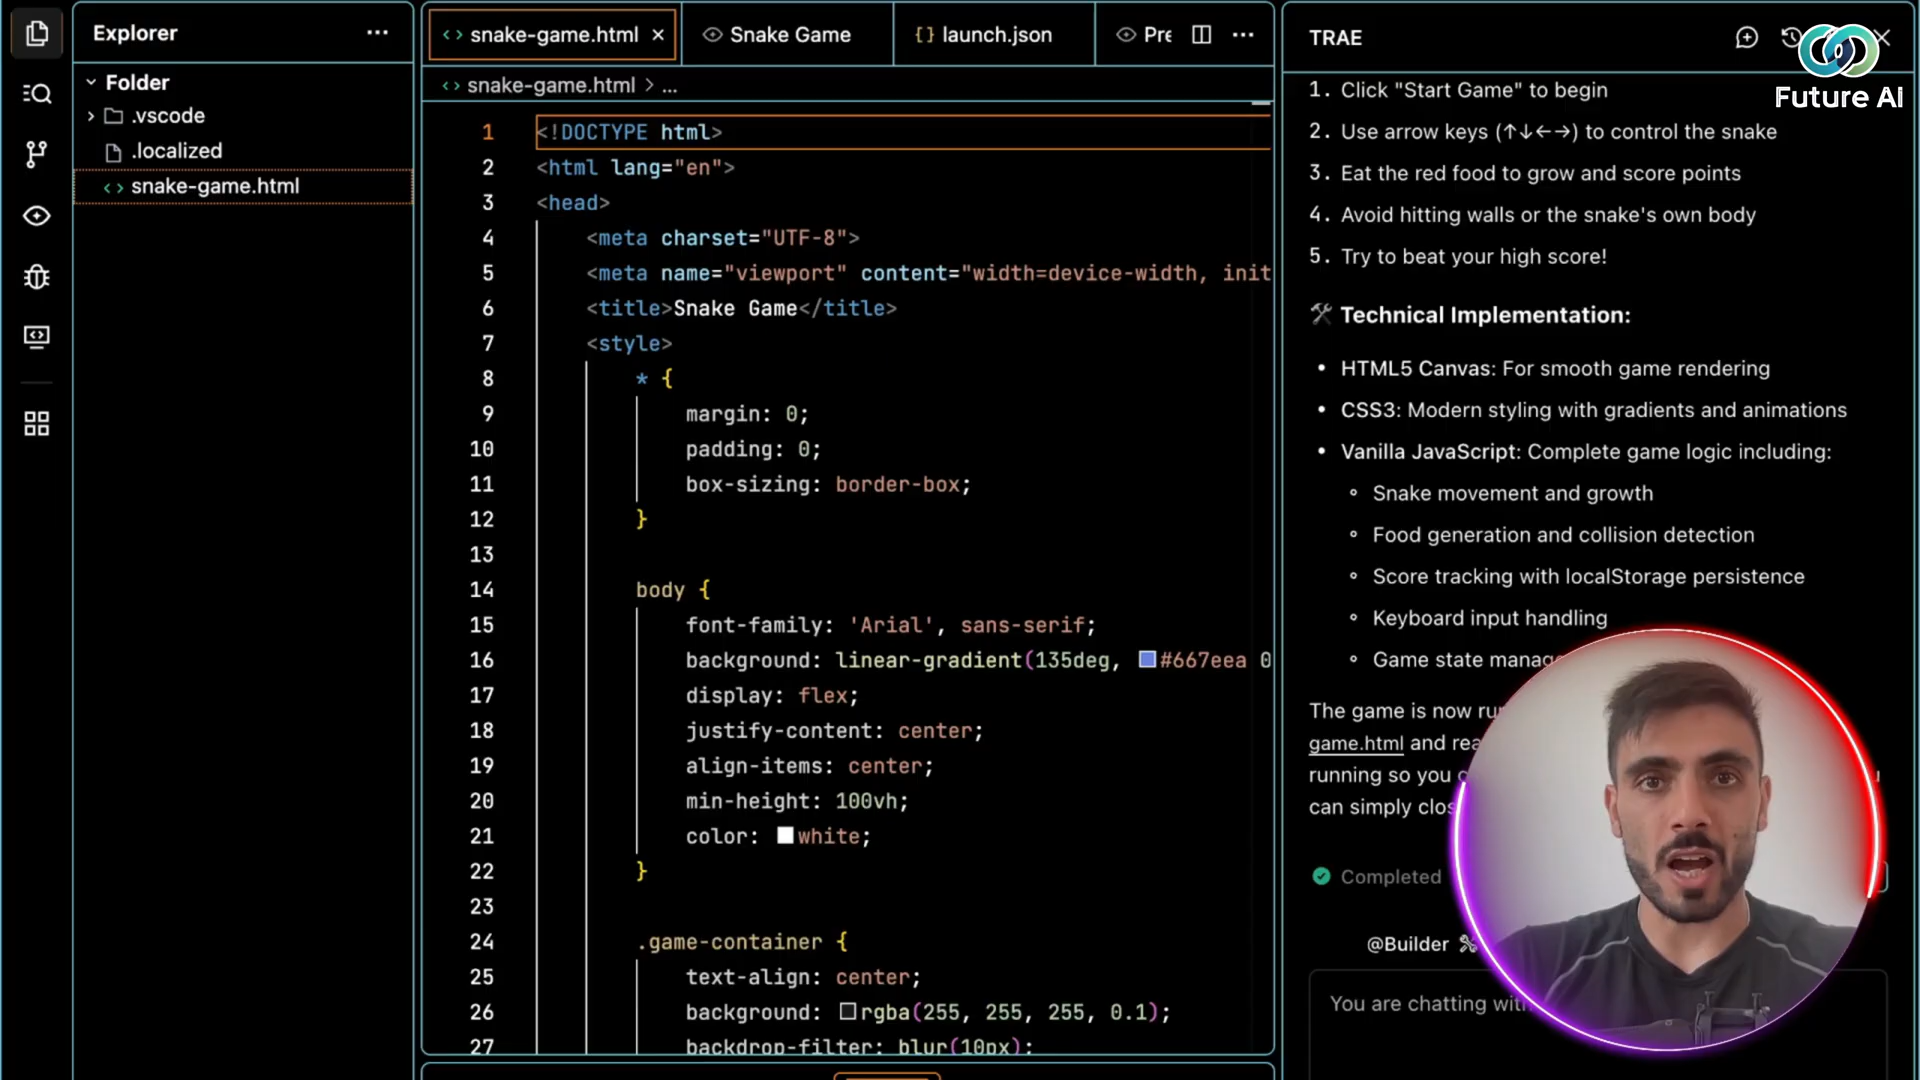 Explorer
Folder
.vscode
.localized
snake-game.html
snake-game.html
Snake Game
launch.json
Pre
snake-game.html > ...
1 <!DOCTYPE html>
2 <html lang="en">
3 <head>
4 <meta charset="UTF-8">
5 <meta name="viewport" content="width=device-width, init
6 <title>Snake Game</title>
7 <style>
8 * {
9 margin: 0;
10 padding: 0;
11 box-sizing: border-box;
12 }
13
14 body {
15 font-family: 'Arial', sans-serif;
16 background: linear-gradient(135deg, #667eea 0
17 display: flex;
18 justify-content: center;
19 align-items: center;
20 min-height: 100vh;
21 color: white;
22 }
23
24 .game-container {
25 text-align: center;
26 background: rgba(255, 255, 255, 0.1);
27 backdrop-filter: blur(10px);
TRAE
Future Ai
1. Click "Start Game" to begin
2. Use arrow keys (↑↓←→) to control the snake
3. Eat the red food to grow and score points
4. Avoid hitting walls or the snake's own body
5. Try to beat your high score!
Technical Implementation:
• HTML5 Canvas: For smooth game rendering
• CSS3: Modern styling with gradients and animations
• Vanilla JavaScript: Complete game logic including:
Snake movement and growth
Food generation and collision detection
Score tracking with localStorage persistence
Keyboard input handling
Game state
The game is now
game.html and
running so you
can simply
Completed
@Builder
You are chatting